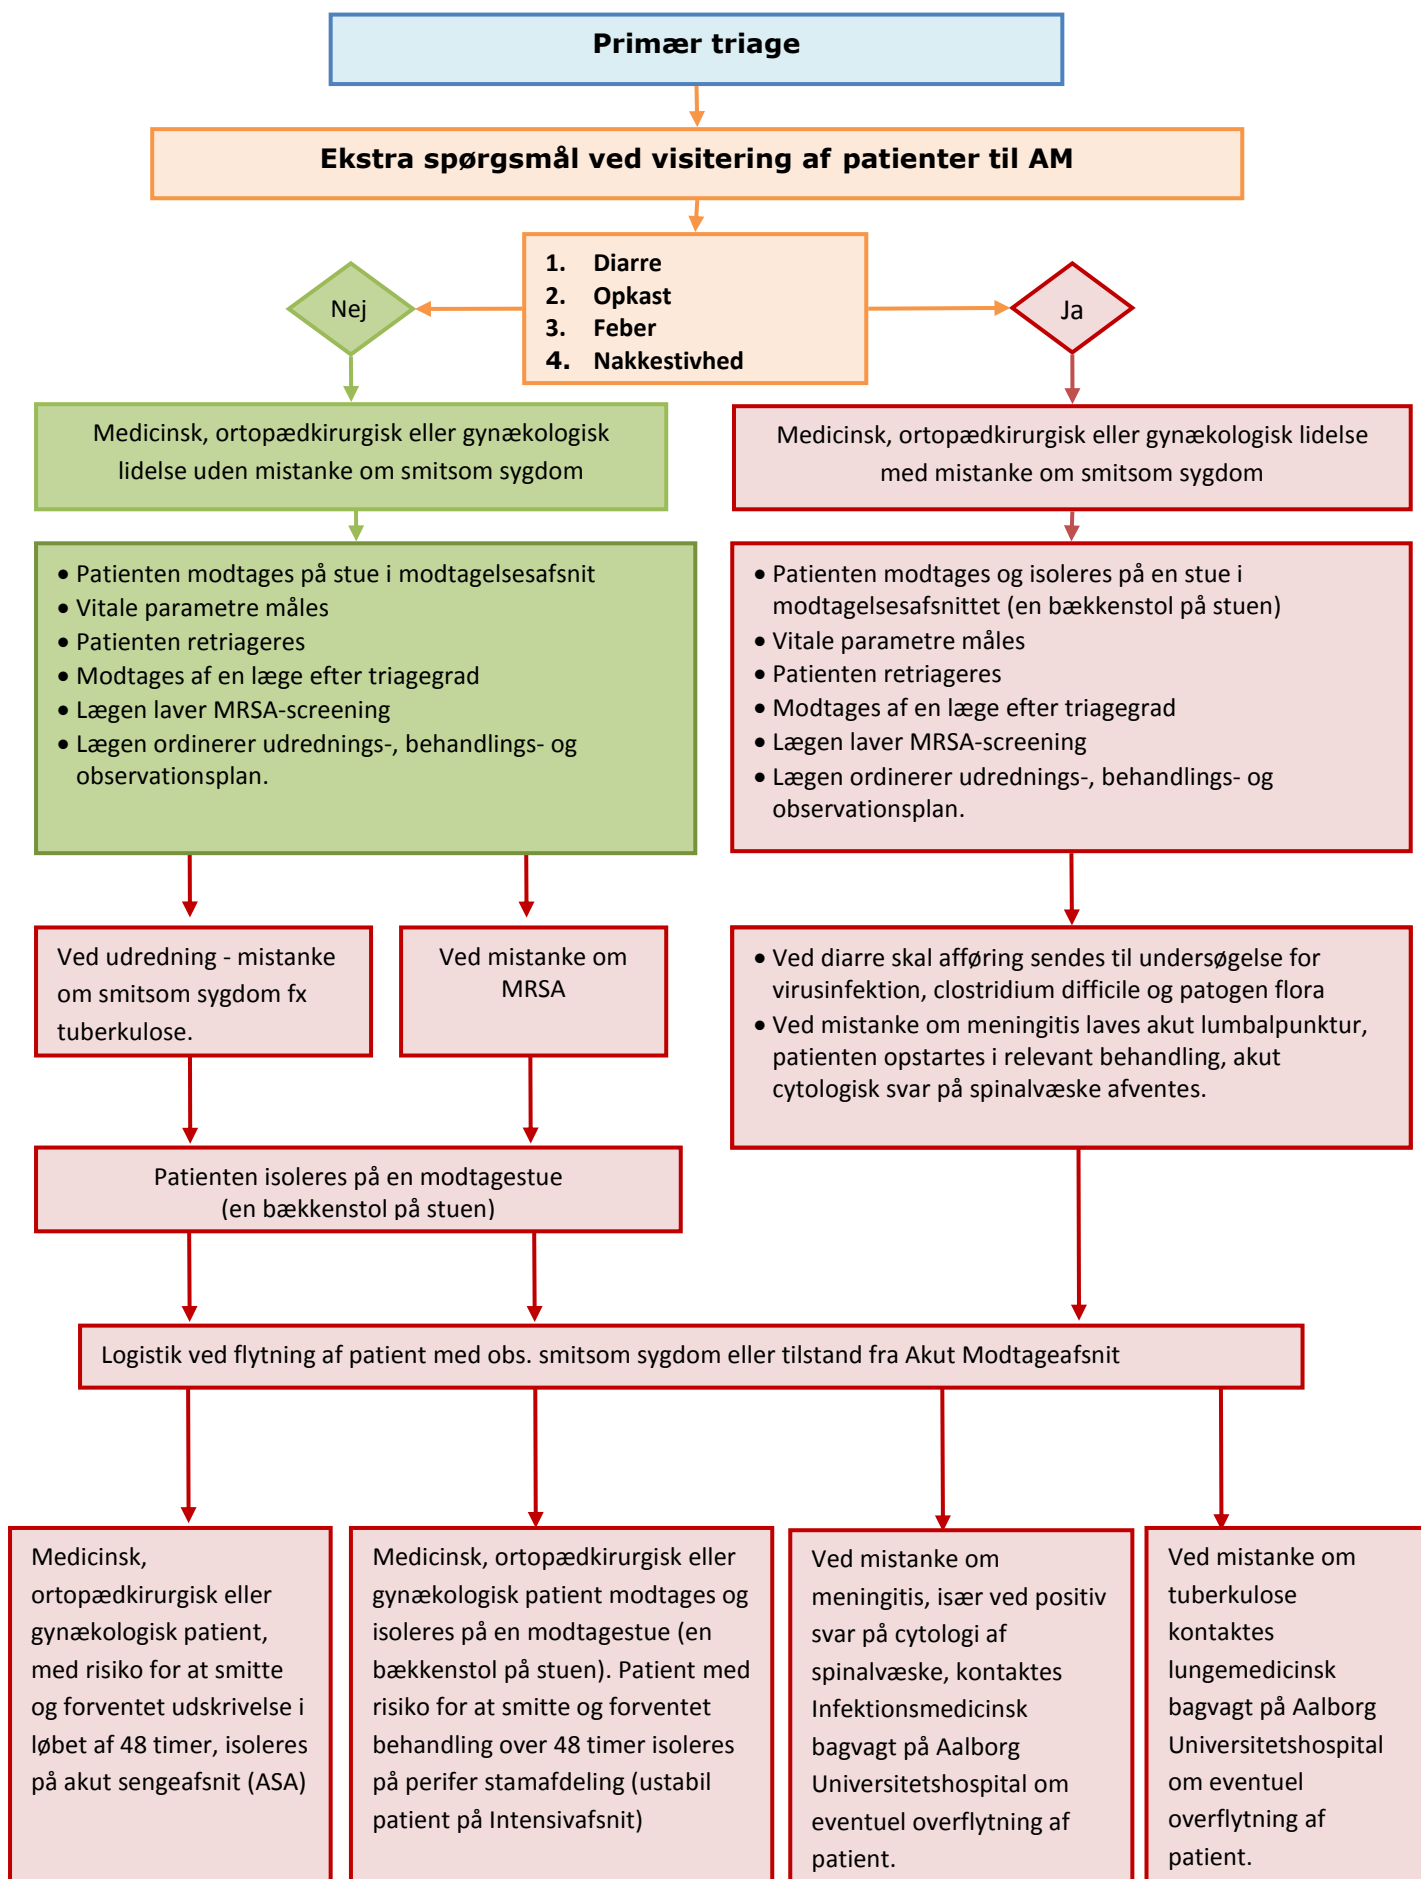 Primær triage
Ekstra spørgsmål ved visitering af patienter til AM
1. Diarre
2. Opkast
3. Feber
4. Nakkestivhed
Nej
Ja
Medicinsk, ortopædkirurgisk eller gynækologisk
lidelse uden mistanke om smitsom sygdom
Medicinsk, ortopædkirurgisk eller gynækologisk lidelse
med mistanke om smitsom sygdom
• Patienten modtages på stue i modtagelsesafsnit
• Vitale parametre måles
• Patienten retriageres
• Modtages af en læge efter triagegrad
• Lægen laver MRSA-screening
• Lægen ordinerer udrednings-, behandlings- og
observationsplan.
• Patienten modtages og isoleres på en stue i
modtagelsesafsnittet (en bækkenstol på stuen)
• Vitale parametre måles
• Patienten retriageres
• Modtages af en læge efter triagegrad
• Lægen laver MRSA-screening
• Lægen ordinerer udrednings-, behandlings- og
observationsplan.
Ved udredning - mistanke
om smitsom sygdom fx
tuberkulose.
Ved mistanke om
MRSA
• Ved diarre skal afføring sendes til undersøgelse for
virusinfektion, clostridium difficile og patogen flora
• Ved mistanke om meningitis laves akut lumbalpunktur,
patienten opstartes i relevant behandling, akut
cytologisk svar på spinalvæske afventes.
Patienten isoleres på en modtagestue
(en bækkenstol på stuen)
Logistik ved flytning af patient med obs. smitsom sygdom eller tilstand fra Akut Modtageafsnit
Medicinsk,
ortopædkirurgisk eller
gynækologisk patient,
med risiko for at smitte
og forventet udskrivelse i
løbet af 48 timer, isoleres
på akut sengeafsnit (ASA)
Medicinsk, ortopædkirurgisk eller
gynækologisk patient modtages og
isoleres på en modtagestue (en
bækkenstol på stuen). Patient med
risiko for at smitte og forventet
behandling over 48 timer isoleres
på perifer stamafdeling (ustabil
patient på Intensivafsnit)
Ved mistanke om
meningitis, især ved positiv
svar på cytologi af
spinalvæske, kontaktes
Infektionsmedicinsk
bagvagt på Aalborg
Universitetshospital om
eventuel overflytning af
patient.
Ved mistanke om
tuberkulose
kontaktes
lungemedicinsk
bagvagt på Aalborg
Universitetshospital
om eventuel
overflytning af
patient.